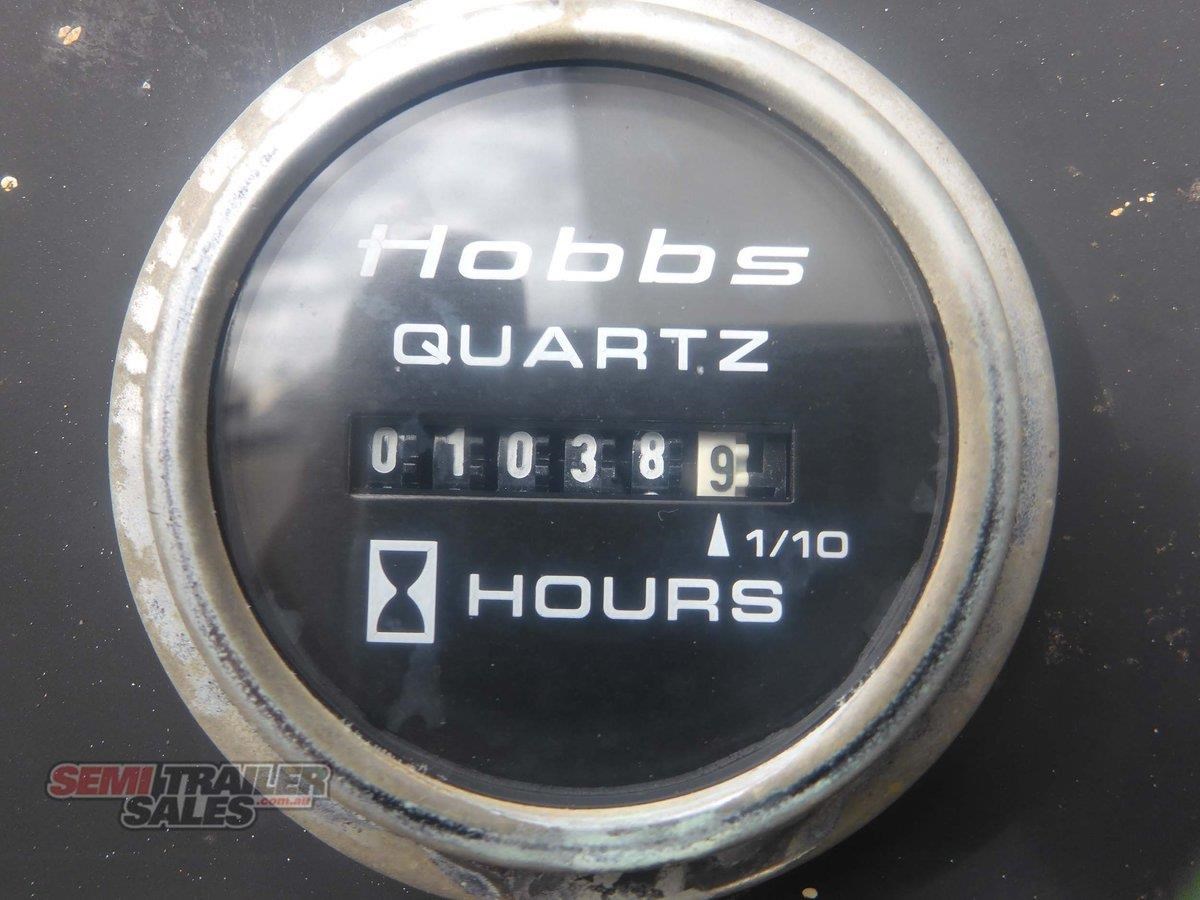 Hobbs
QUARTZ
0 1 0 3 8 9
1/10
HOURS
SEMI TRAILER
SALES .com.au